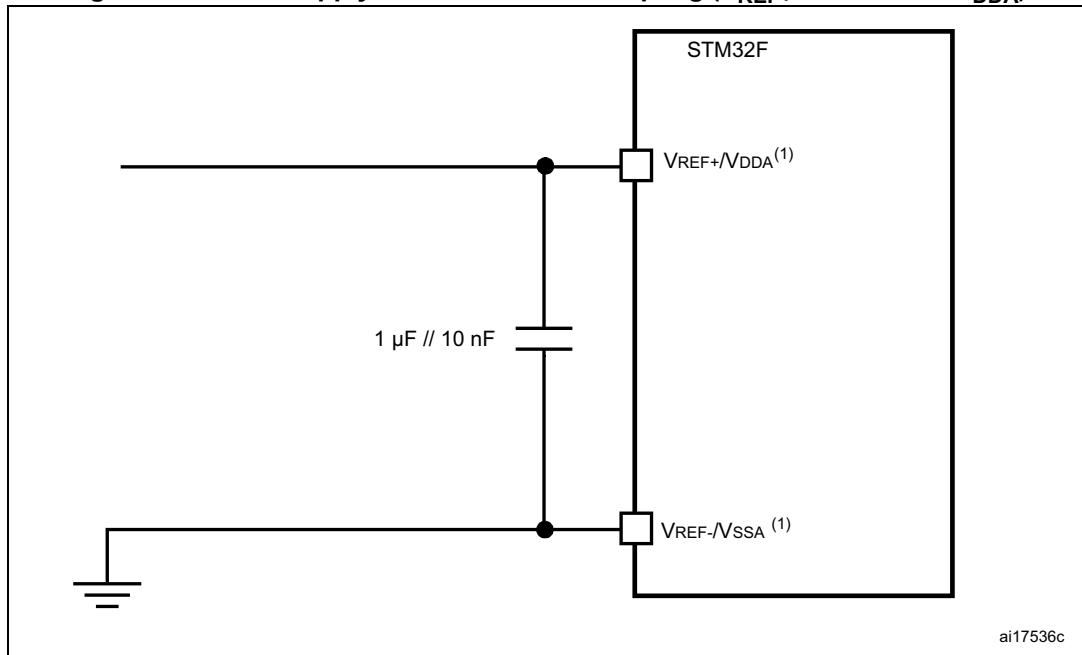 STM32F
VREF+/VDDA(1)
1 µF // 10 nF
VREF-/VSSA (1)
ai17536c